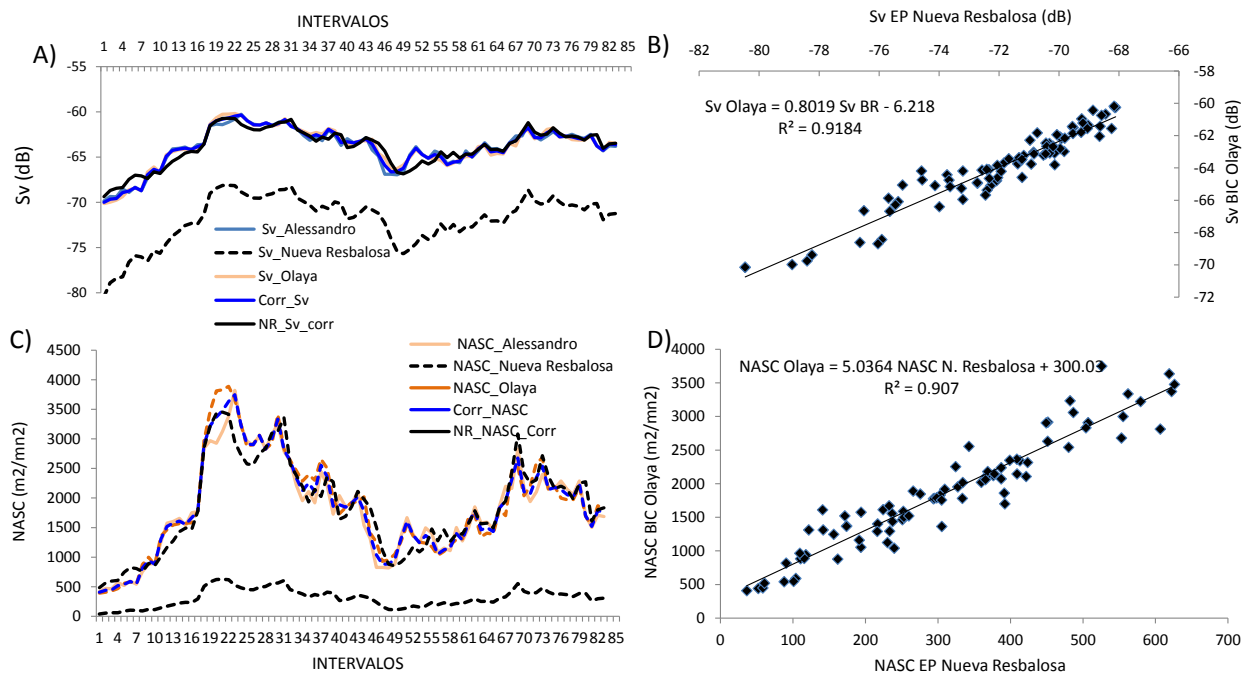 INTERVALOS
1 4 7 10 13 16 19 22 25 28 31 34 37 40 43 46 49 52 55 58 61 64 67 70 73 76 79 82 85
A)
-55
-60
-65
-70
-75
-80
Sv (dB)
Sv_Alessandro
Sv_Nueva Resbalosa
Sv_Olaya
Corr_Sv
NR_Sv_corr
Sv EP Nueva Resbalosa (dB)
B)
-82 -80 -78 -76 -74 -72 -70 -68 -66
-58
-60
-62
-64
-66
-68
-70
-72
Sv BIC Olaya (dB)
Sv Olaya = 0.8019 Sv BR - 6.218
R² = 0.9184
C)
4500
4000
3500
3000
2500
2000
1500
1000
500
0
NASC (m2/mm2)
NASC_Alessandro
NASC_Nueva Resbalosa
NASC_Olaya
Corr_NASC
NR_NASC_Corr
1 4 7 10 13 16 19 22 25 28 31 34 37 40 43 46 49 52 55 58 61 64 67 70 73 76 79 82 85
INTERVALOS
D)
4000
3500
3000
2500
2000
1500
1000
500
0
NASC BIC Olaya (m2/mm2)
NASC Olaya = 5.0364 NASC N. Resbalosa + 300.03
R² = 0.907
0 100 200 300 400 500 600 700
NASC EP Nueva Resbalosa